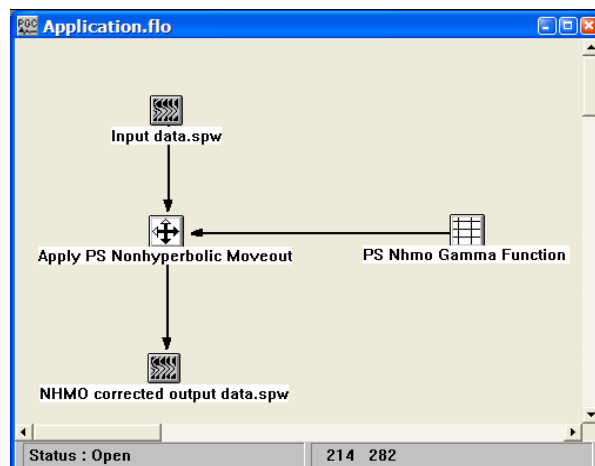 PGC
Application.flo
Input data.spw
Apply PS Nonhyperbolic Moveout
PS Nhmo Gamma Function
NHMO corrected output data.spw
Status : Open
214 282